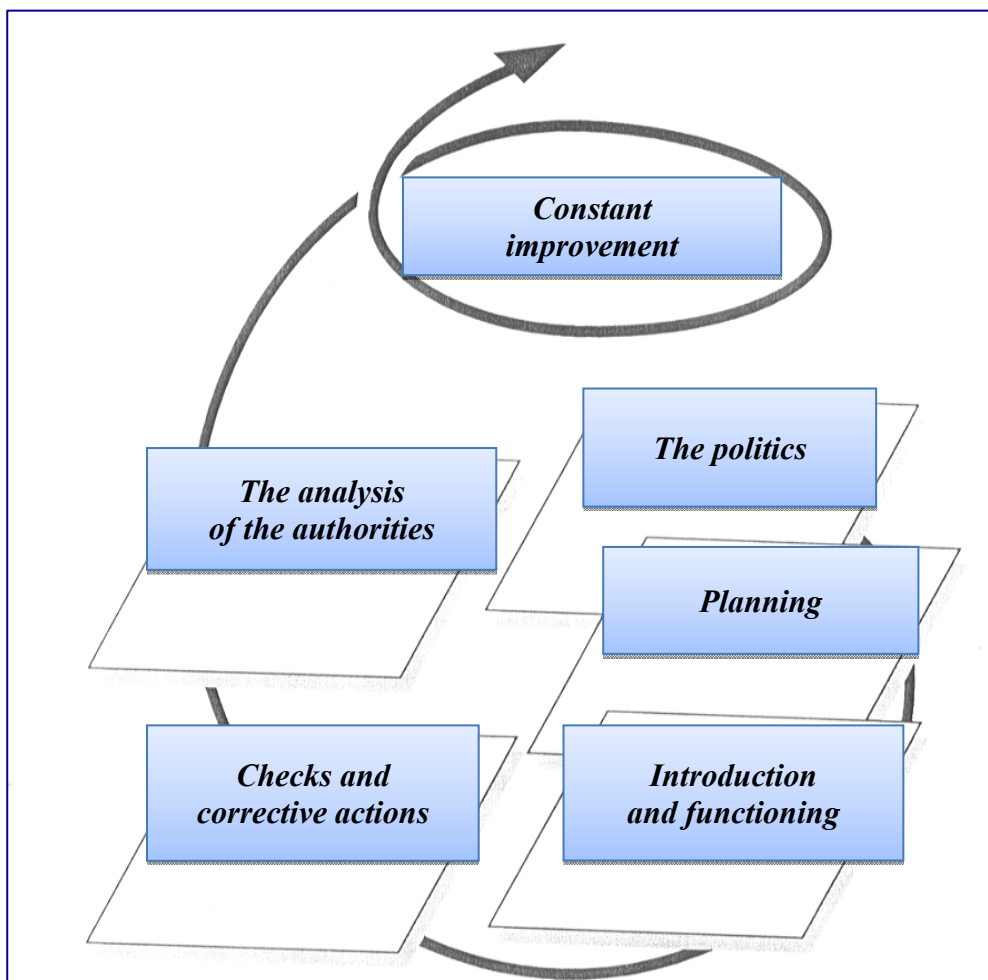 Constant
improvement
The politics
The analysis
of the authorities
Planning
Checks and
corrective actions
Introduction
and functioning